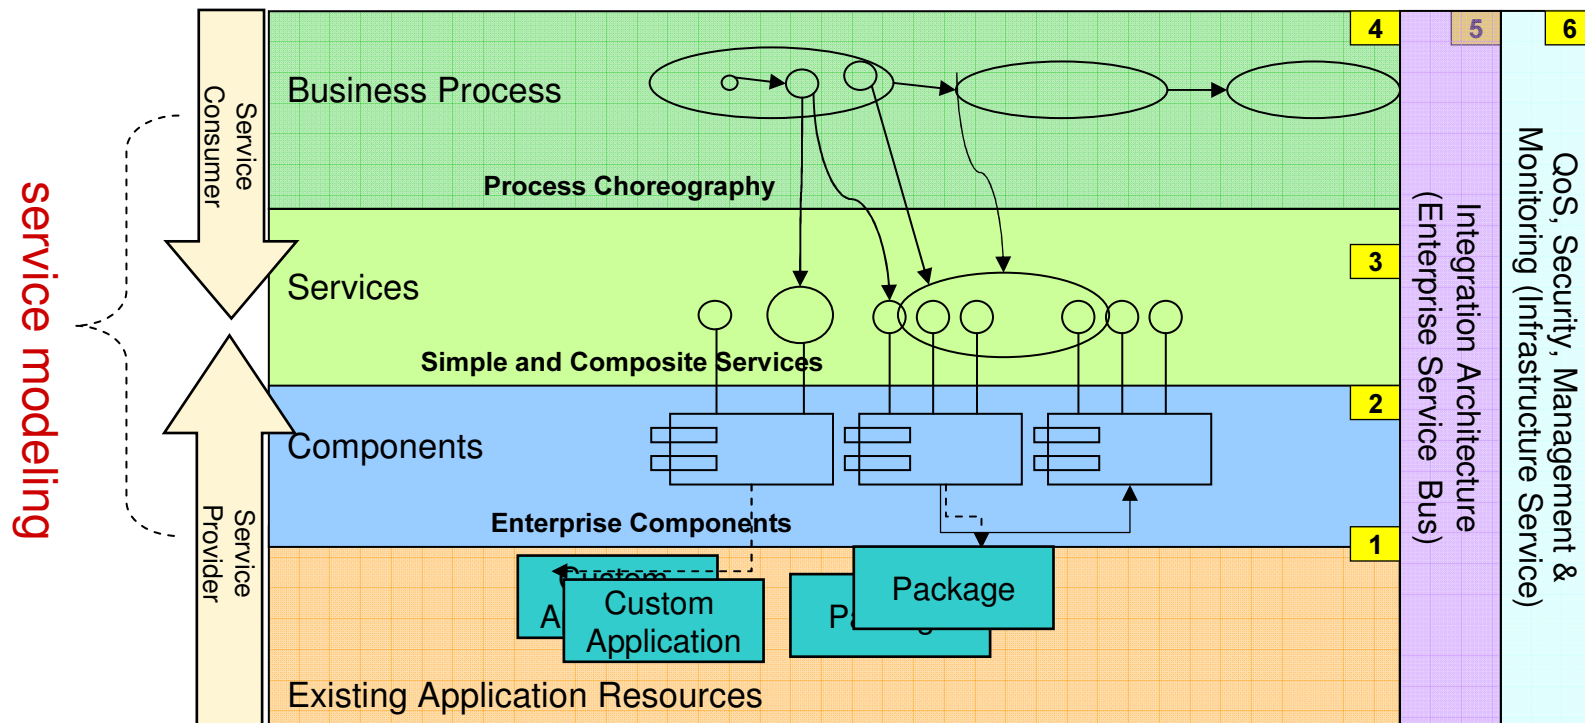 service modeling
Service
Consumer
Service
Provider
4
Business Process
Process Choreography
3
Services
Simple and Composite Services
2
Components
Enterprise Components
1
Custom
Application
Package
Existing Application Resources
5
Integration Architecture
(Enterprise Service Bus)
6
QoS, Security, Management &
Monitoring (Infrastructure Service)